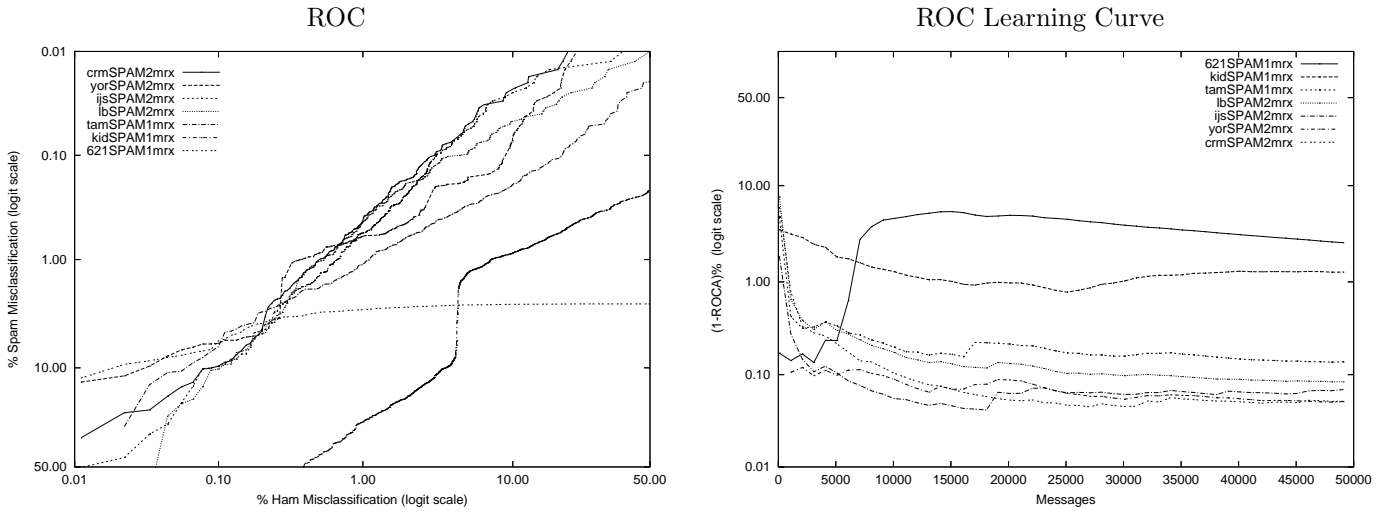 ROC
0.01
0.10
1.00
10.00
50.00
% Spam Misclassification (logit scale)
crmSPAM2mrx
yorSPAM2mrx
ijsSPAM2mrx
lbSPAM2mrx
tamSPAM1mrx
kidSPAM1mrx
621SPAM1mrx
0.01
0.10
1.00
10.00
50.00
% Ham Misclassification (logit scale)
ROC Learning Curve
50.00
10.00
1.00
0.10
0.01
(1-ROCA)% (logit scale)
621SPAM1mrx
kidSPAM1mrx
tamSPAM1mrx
lbSPAM2mrx
ijsSPAM2mrx
yorSPAM2mrx
crmSPAM2mrx
0
5000
10000
15000
20000
25000
30000
35000
40000
45000
50000
Messages